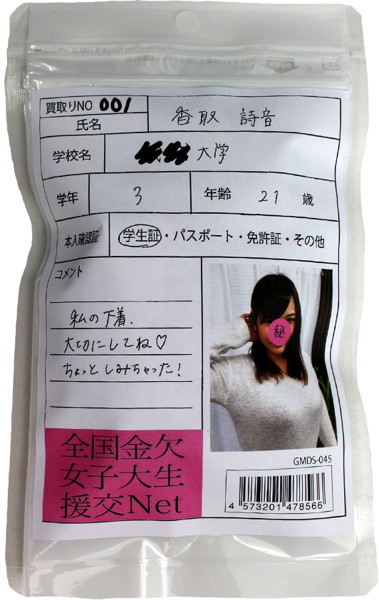 買取りNO 001
氏名 香取 詩音
学校名 大学
学年 3 年齢 21 歳
本人確認証 学生証・パスポート・免許証・その他
コメント
私の下着、
大切にしてね♡
ちょっとしみちゃった!
秘
全国金欠
女子大生
援交Net
GMDS-045
4 573201 478566